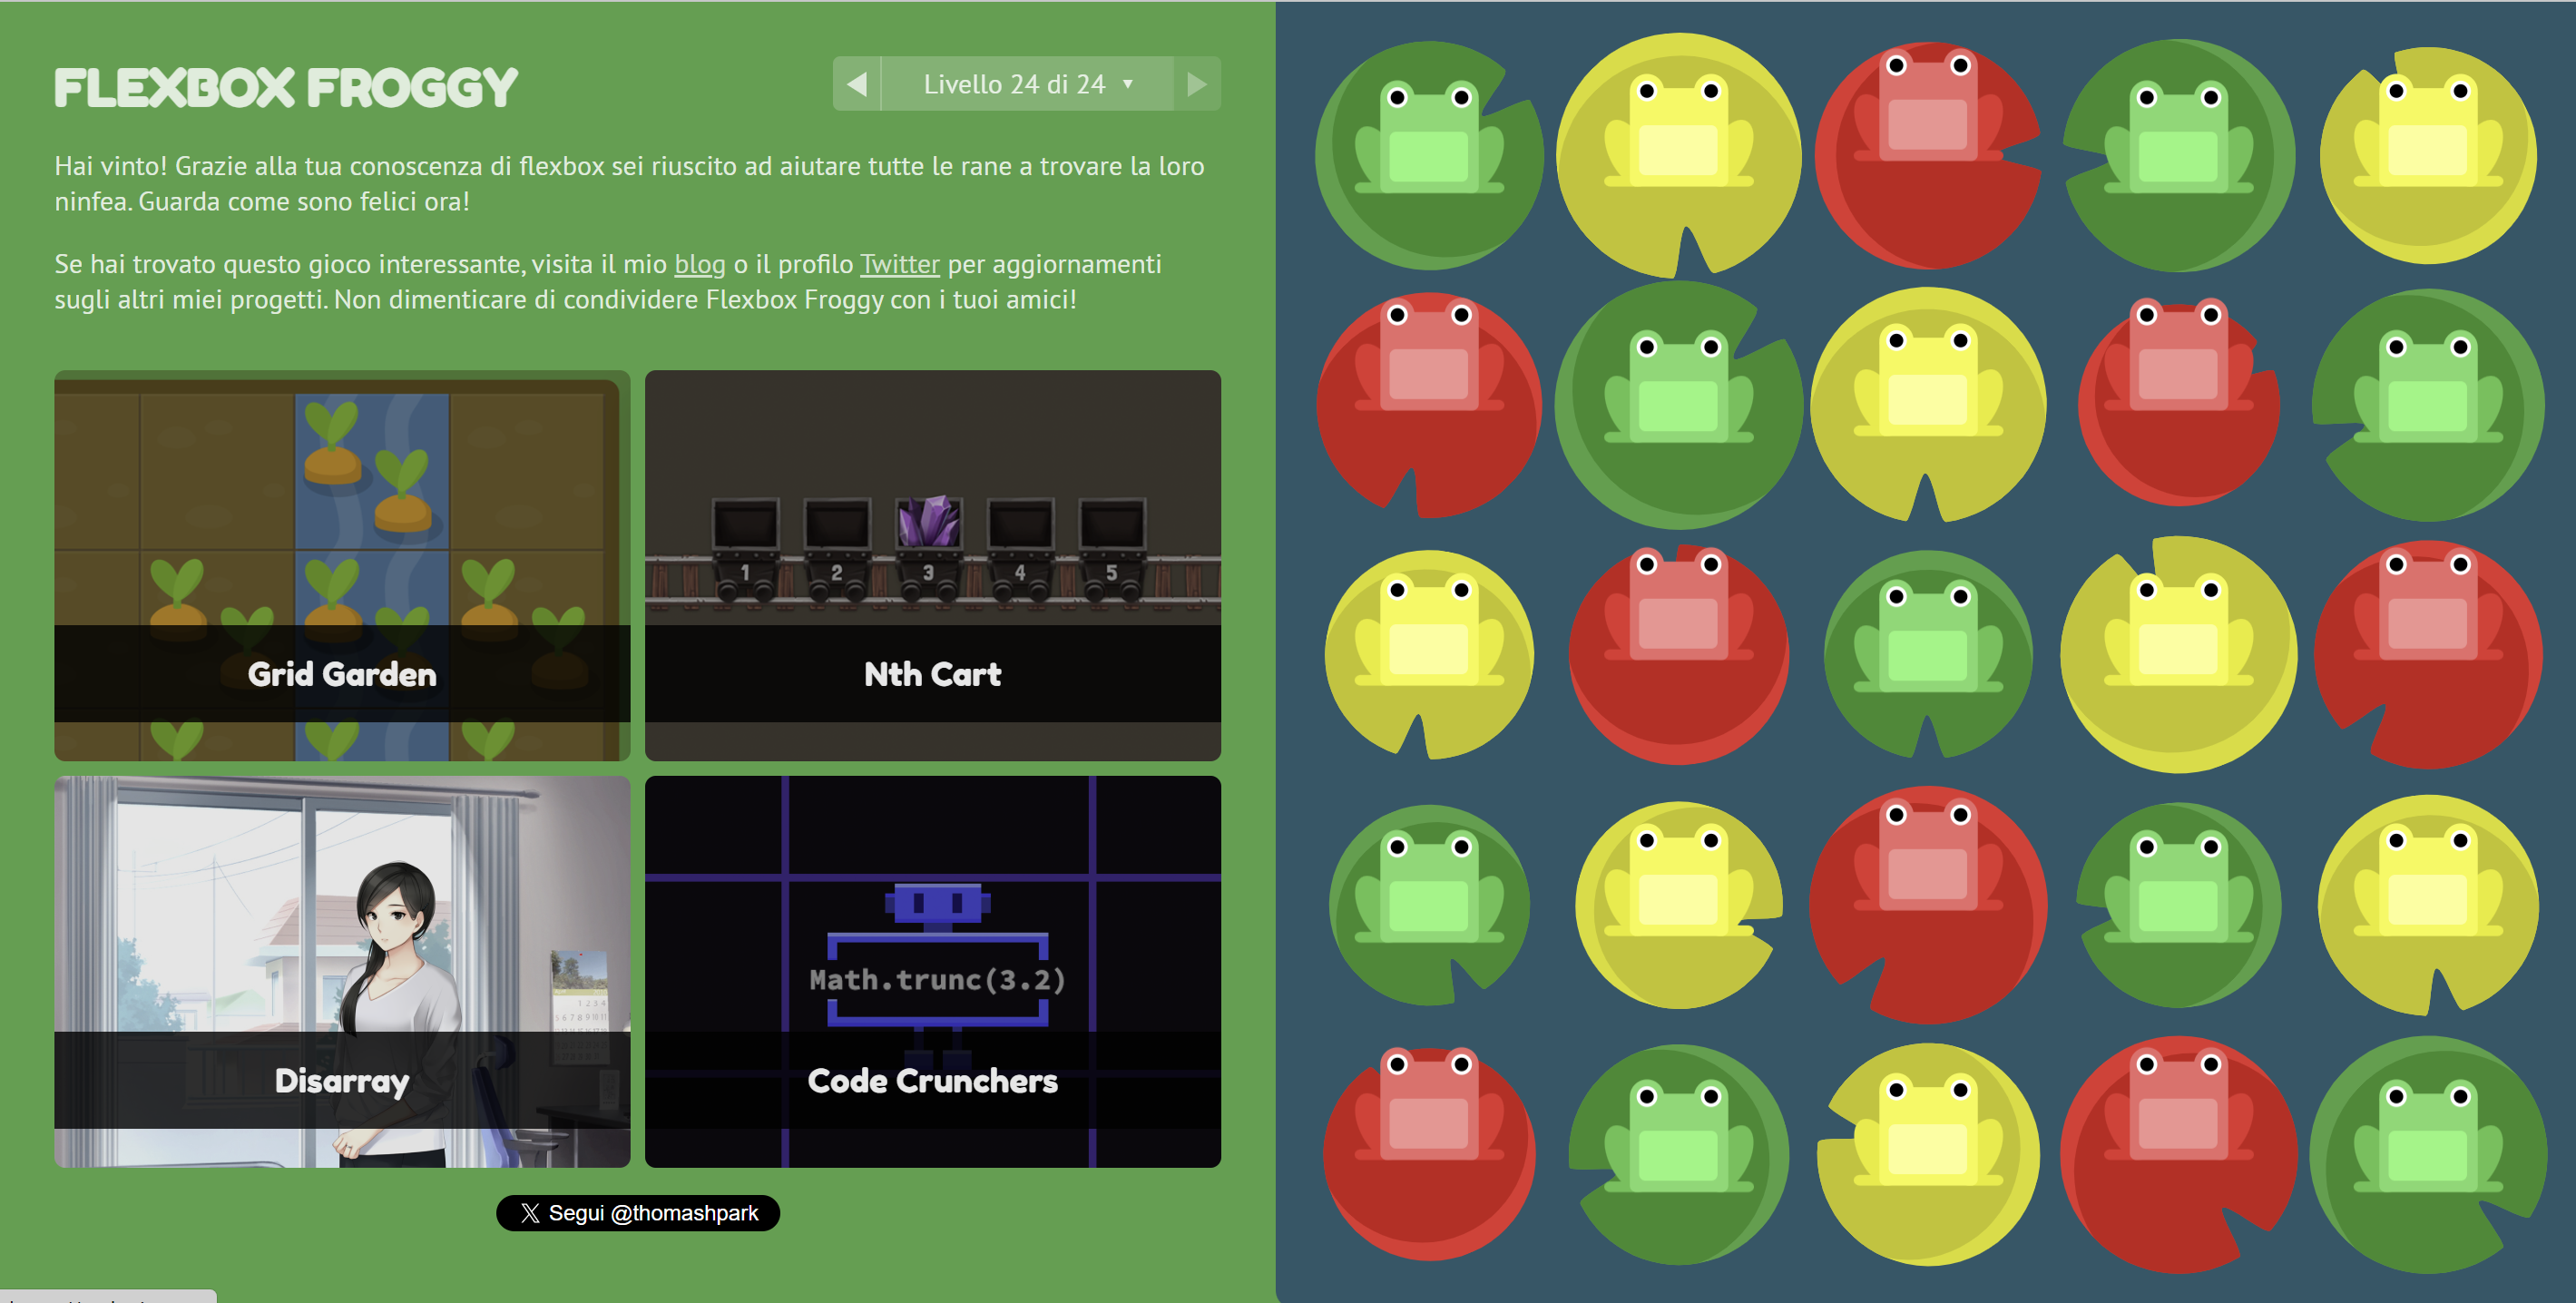 FLEXBOX FROGGY
Livello 24 di 24
Hai vinto! Grazie alla tua conoscenza di flexbox sei riuscito ad aiutare tutte le rane a trovare la loro
ninfea. Guarda come sono felici ora!
Se hai trovato questo gioco interessante, visita il mio blog o il profilo Twitter per aggiornamenti
sugli altri miei progetti. Non dimenticare di condividere Flexbox Froggy con i tuoi amici!
1 2 3 4 5
Grid Garden
Nth Cart
Math.trunc(3.2)
Disarray
Code Crunchers
Segui @thomashpark